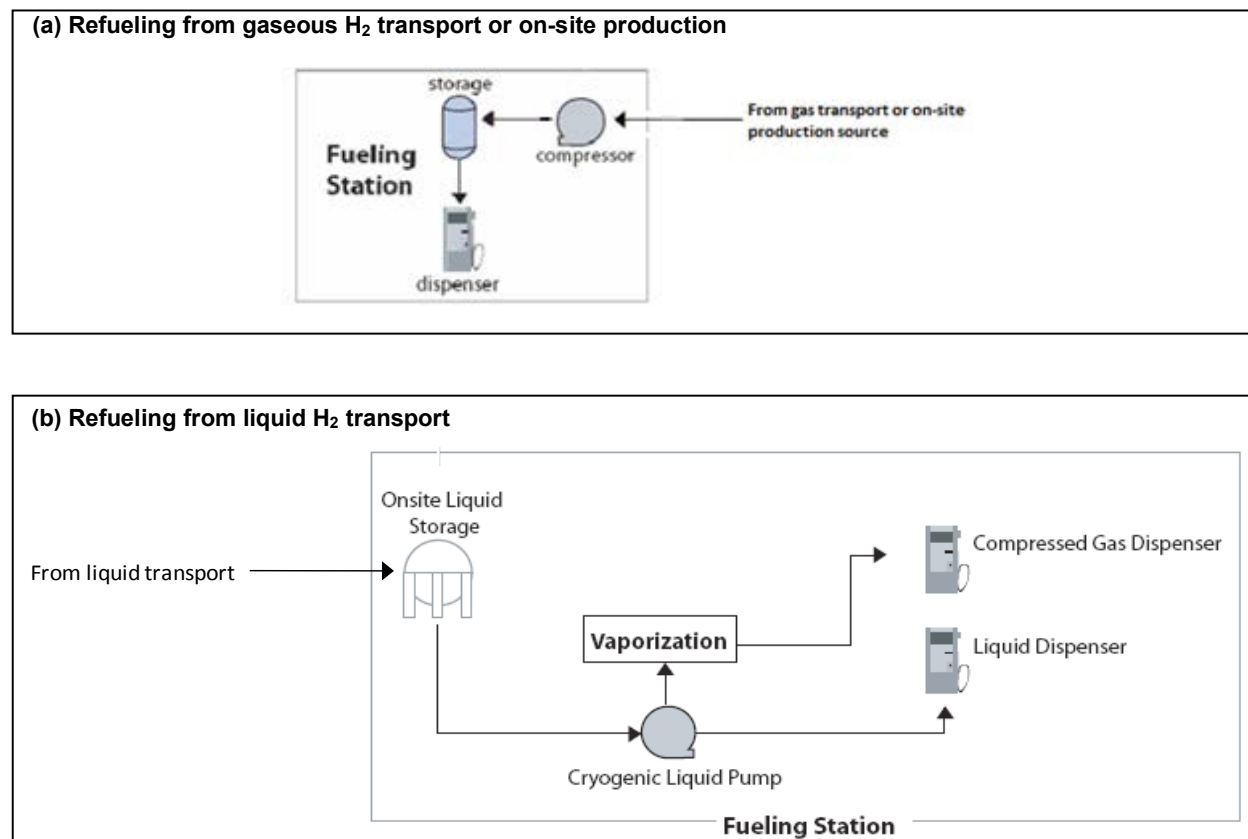 (a) Refueling from gaseous H₂ transport or on-site production
storage
From gas transport or on-site
production source
compressor
Fueling
Station
dispenser
(b) Refueling from liquid H₂ transport
Onsite Liquid
Storage
From liquid transport
Compressed Gas Dispenser
Vaporization
Liquid Dispenser
Cryogenic Liquid Pump
Fueling Station